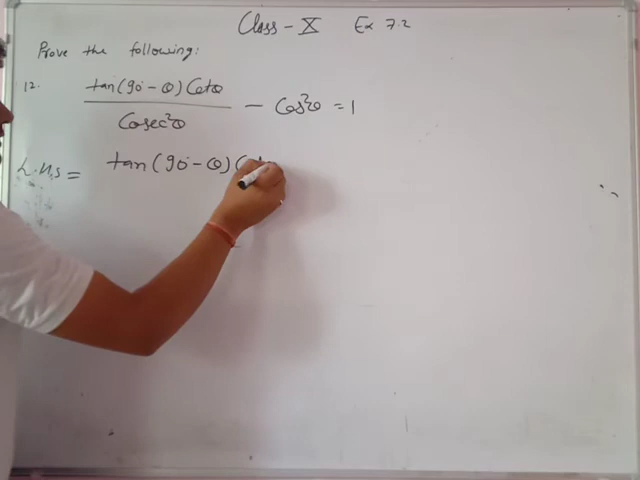 Class - X Ex 7.2
Prove the following:
12. tan(90° - θ) Cotθ / Cosec²θ - Cos²θ = 1
L.H.S = tan(90° - θ)